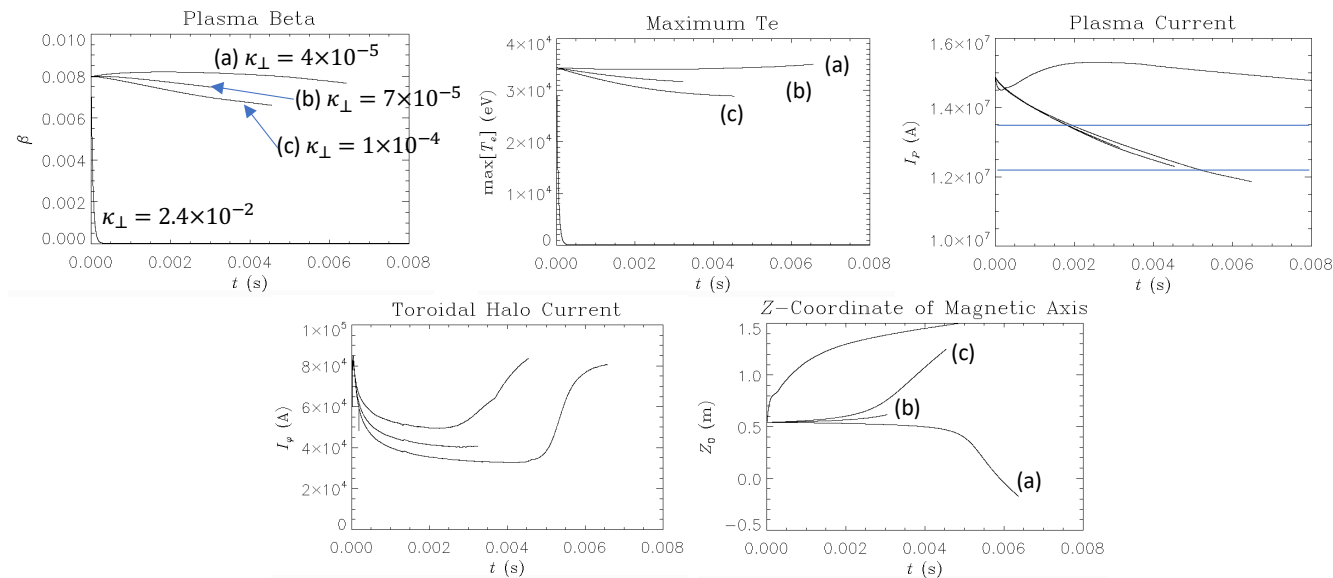 Plasma Beta
0.010
0.008
0.006
0.004
0.002
0.000
β
(a) κ⊥ = 4×10⁻⁵
(b) κ⊥ = 7×10⁻⁵
(c) κ⊥ = 1×10⁻⁴
κ⊥ = 2.4×10⁻²
0.000 0.002 0.004 0.006 0.008
t (s)
Maximum Te
4×10⁴
3×10⁴
2×10⁴
1×10⁴
0
max[Tₑ] (eV)
(a)
(b)
(c)
0.000 0.002 0.004 0.006 0.008
t (s)
Plasma Current
1.6×10⁷
1.4×10⁷
1.2×10⁷
1.0×10⁷
I_P (A)
0.000 0.002 0.004 0.006 0.008
t (s)
Toroidal Halo Current
1×10⁵
8×10⁴
6×10⁴
4×10⁴
2×10⁴
0
I_φ (A)
0.000 0.002 0.004 0.006 0.008
t (s)
Z-Coordinate of Magnetic Axis
1.5
1.0
0.5
0.0
−0.5
Z₀ (m)
(c)
(b)
(a)
0.000 0.002 0.004 0.006 0.008
t (s)